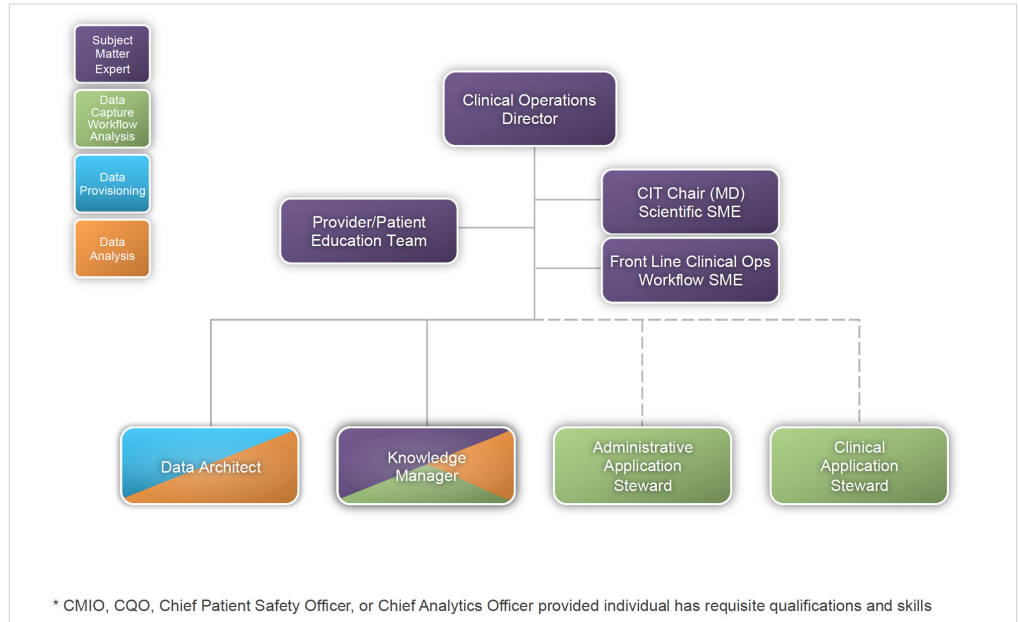 Subject
Matter
Expert
Data
Capture
Workflow
Analysis
Data
Provisioning
Data
Analysis
Clinical Operations
Director
CIT Chair (MD)
Scientific SME
Provider/Patient
Education Team
Front Line Clinical Ops
Workflow SME
Data Architect
Knowledge
Manager
Administrative
Application
Steward
Clinical
Application
Steward
* CMIO, CQO, Chief Patient Safety Officer, or Chief Analytics Officer provided individual has requisite qualifications and skills